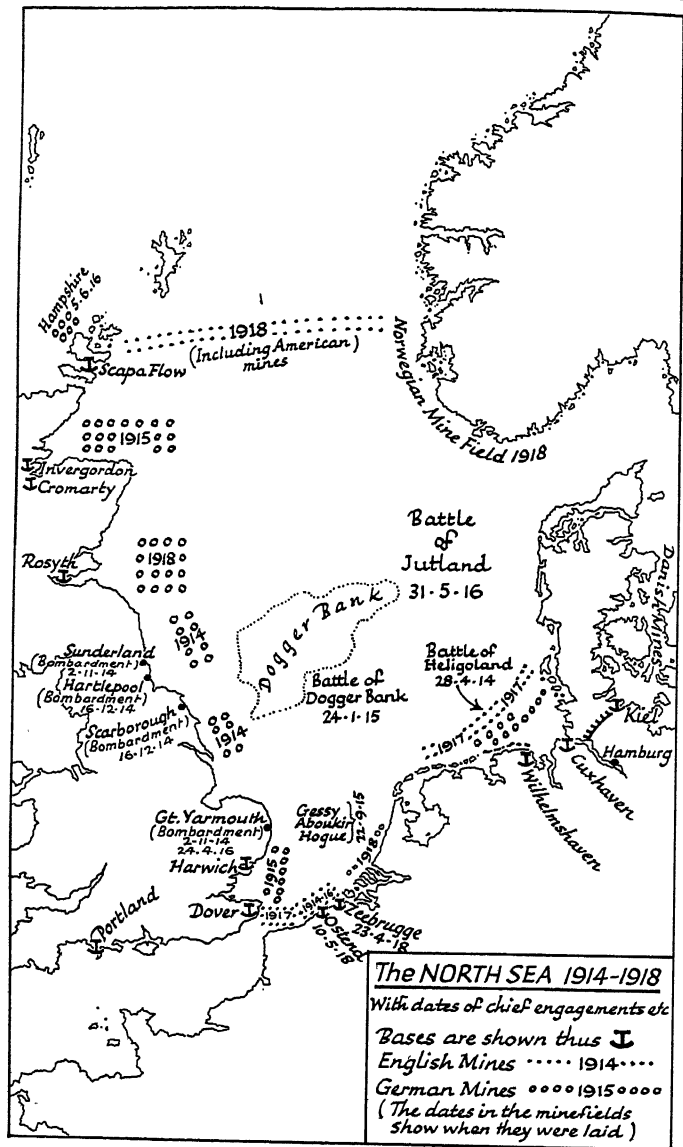 Hampshire
5.6.16
1918
(Including American)
mines
Scapa Flow
Norwegian Mine Field 1918
1915
Invergordon
Cromarty
Battle
of
Jutland
31·5·16
Danish Mines
Rosyth
1918
1914
Dogger Bank
Sunderland
(Bombardment)
2-11-14
Hartlepool
(Bombardment)
16-12-14
Scarborough
(Bombardment)
16·12·14
1914
Battle of
Dogger Bank
24·1·15
Battle of
Heligoland
28·4·14
1917
1917
Kiel
Hamburg
Cuxhaven
Wilhelmshaven
Gt. Yarmouth
(Bombardment)
2-11-14
24.4.16
Harwich
Gessy
Aboukir
Hogue
22-9-15
1918
1915
Dover
1917
1914-16
Zeebrugge
23-4-18
Ostend
10·5·18
Portland
The NORTH SEA 1914-1918
With dates of chief engagements etc
Bases are shown thus
English Mines ····· 1914····
German Mines oooo 1915 oooo
(The dates in the minefields
show when they were laid)